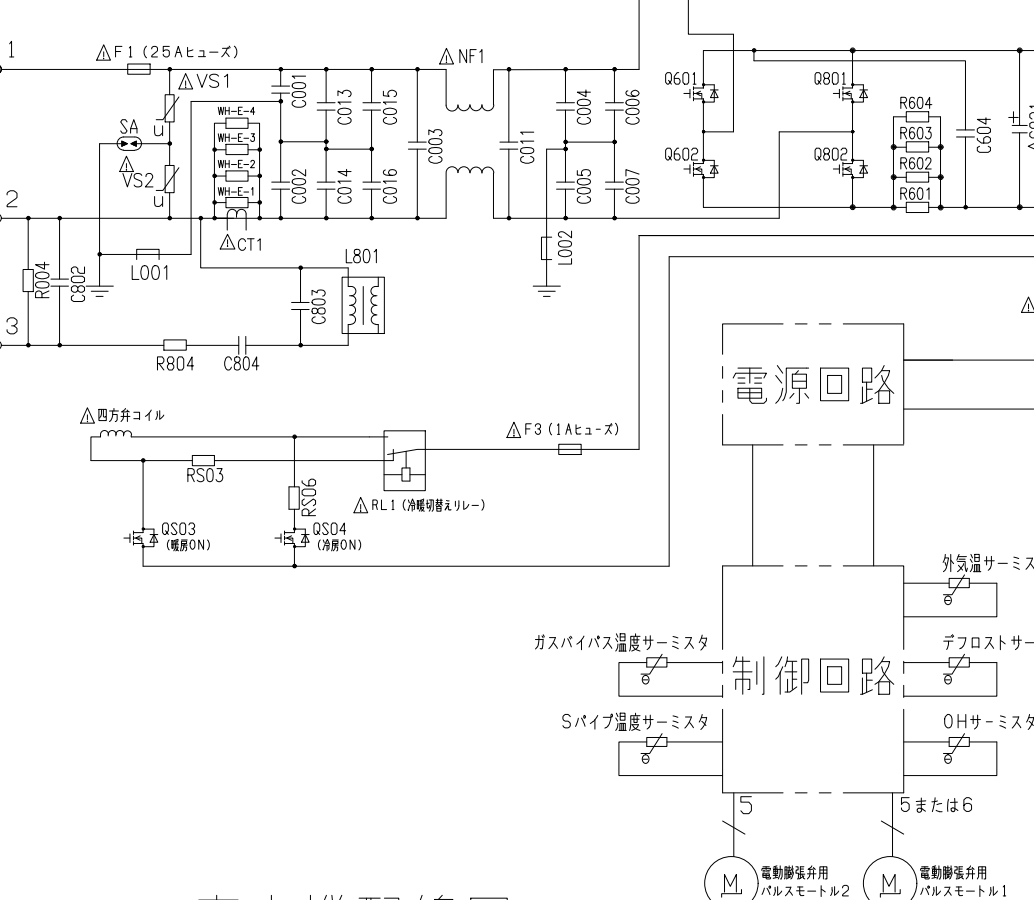 1
F1(25Aヒューズ)
VS1
SA
u
VS2
u
WH-E-4
WH-E-3
WH-E-2
WH-E-1
CT1
C001
C002
C013
C014
C015
C016
C003
NF1
C011
C004
C005
C006
C007
L002
Q601
Q602
Q801
Q802
R604
R603
R602
R601
C604
2
R004
C802
L001
L801
C803
3
R804
C804
四方弁コイル
RS03
RS06
QS03
(暖房ON)
QS04
(冷房ON)
RL1(冷暖切替えリレー)
F3(1Aヒューズ)
電源回路
制御回路
外気温サーミス
θ
ガスバイパス温度サーミスタ
θ
デフロストサー
θ
Sパイプ温度サーミスタ
θ
OHサーミスタ
θ
5
5または6
M
電動膨張弁用
パルスモートル2
M
電動膨張弁用
パルスモートル1